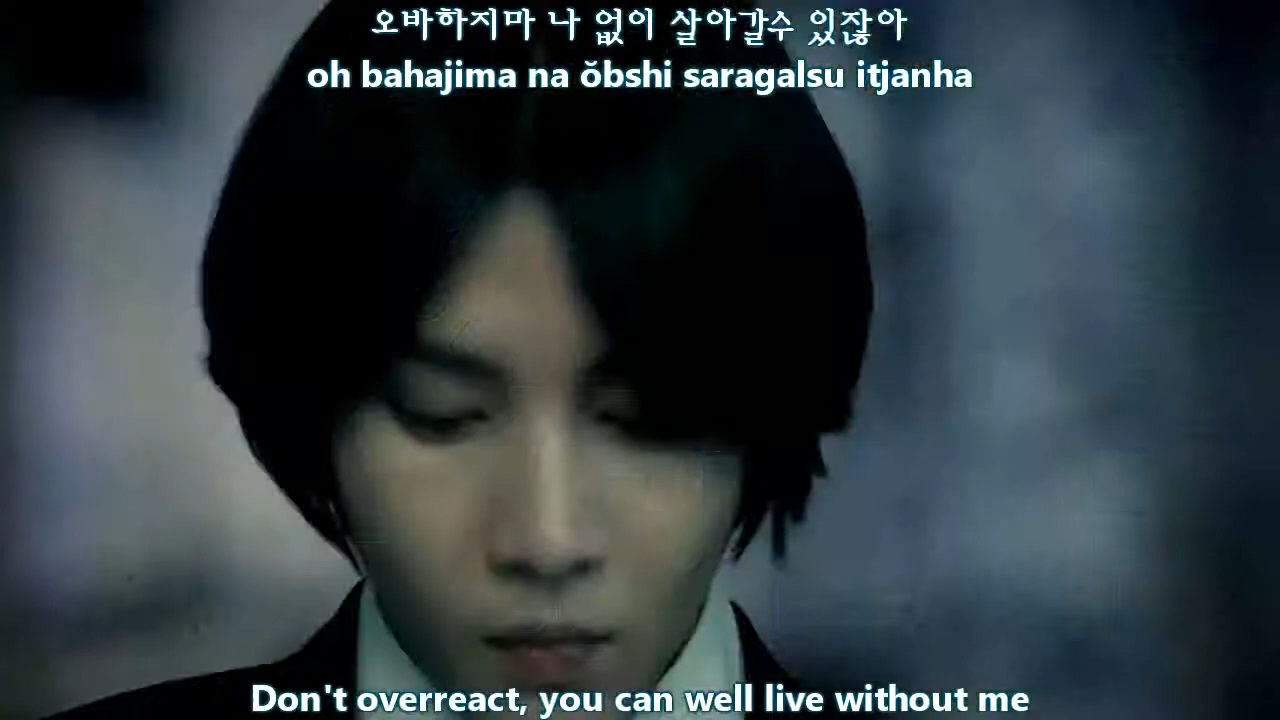 오바하지마 나 없이 살아갈수 있잖아
oh bahajima na ŏbshi saragalsu itjanha
Don't overreact, you can well live without me